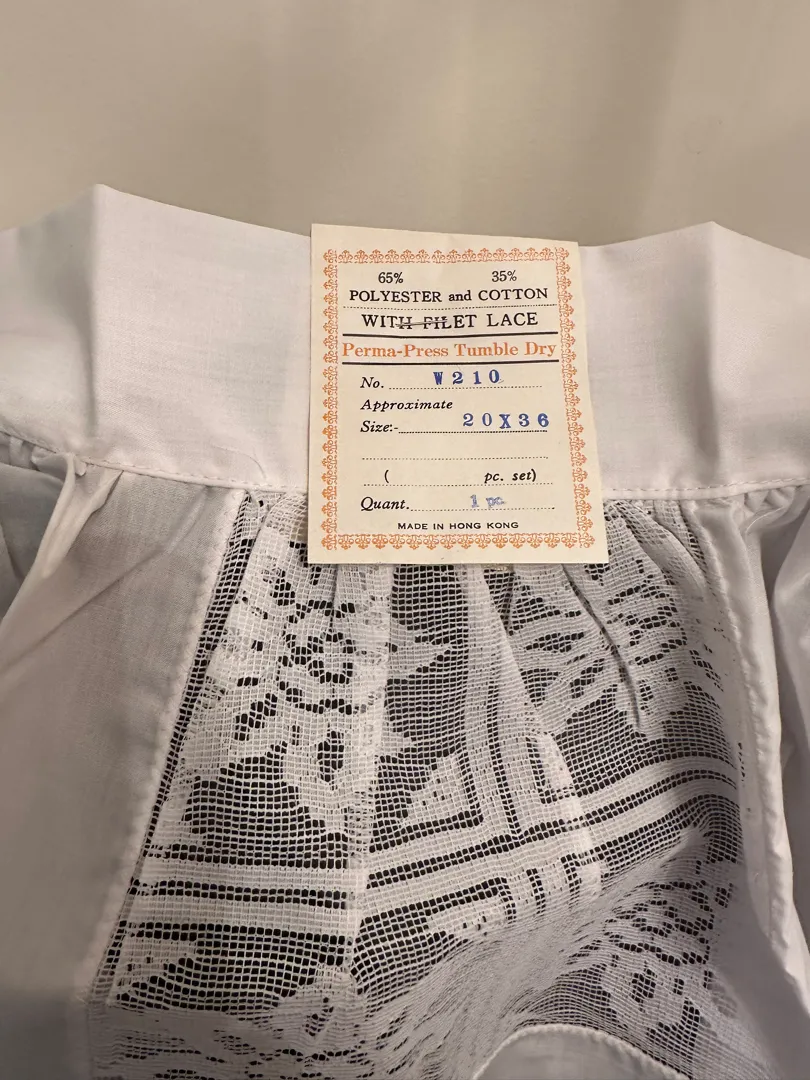 65% 35%
POLYESTER and COTTON
WITH FILET LACE
Perma-Press Tumble Dry
No. W210
Approximate
Size:- 20X36
( pc. set)
Quant. 1 pc.
MADE IN HONG KONG